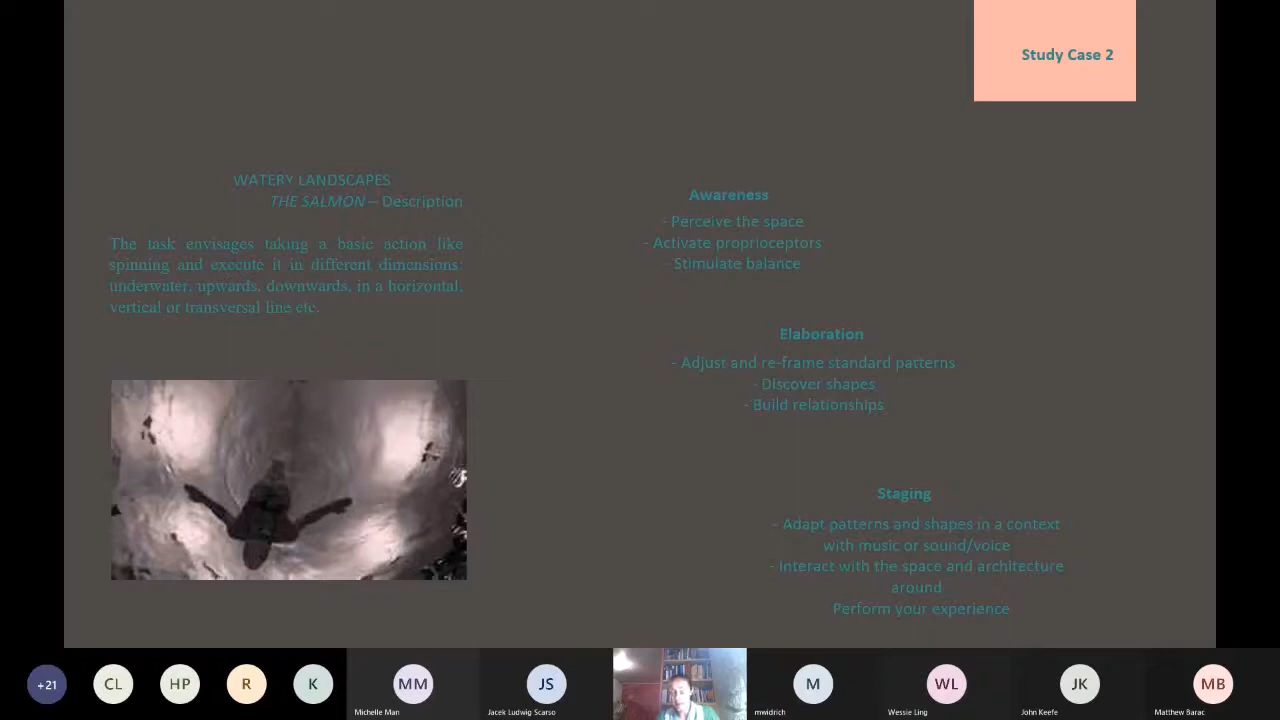 Study Case 2
WATERY LANDSCAPES
THE SALMON – Description
The task envisages taking a basic action like
spinning and execute it in different dimensions:
underwater, upwards, downwards, in a horizontal,
vertical or transversal line etc.
Awareness
- Perceive the space
- Activate proprioceptors
- Stimulate balance
Elaboration
- Adjust and re-frame standard patterns
- Discover shapes
- Build relationships
Staging
- Adapt patterns and shapes in a context
with music or sound/voice
- Interact with the space and architecture
around
Perform your experience
+21
CL
HP
R
K
MM
Michelle Man
JS
Jacek Ludwig Scarso
M
mwidrich
WL
Wessie Ling
JK
John Keefe
MB
Matthew Barac